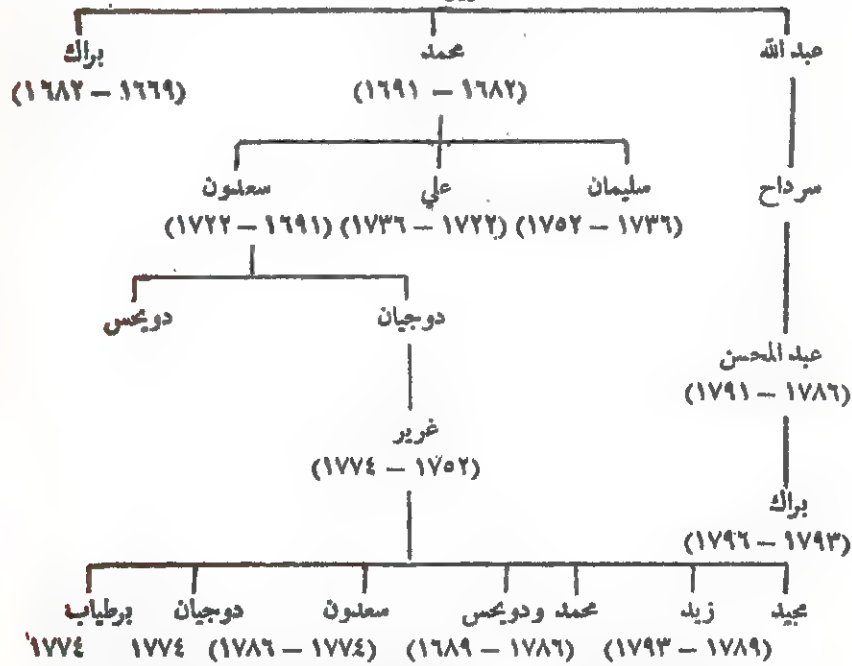 عبد الله محمد براك
(١٦٨٢ – ١٦٩١) (١٦٦٩ – ١٦٨٢)
سرداح سليمان علي سعدون
(١٧٣٦ – ١٧٥٢) (١٧٢٢ – ١٧٣٦) (١٦٩١ – ١٧٢٢)
دوجيان دويحس
عبد المحسن
(١٧٨٦ – ١٧٩١)
غرير
(١٧٥٢ – ١٧٧٤)
براك
(١٧٩٣ – ١٧٩٦)
مجيد زيد محمد ودويحس سعدون دوجيان برطياب
(١٧٨٩ – ١٧٩٣) (١٧٨٦ – ١٦٨٩) (١٧٧٤ – ١٧٨٦) ١٧٧٤ ١٧٧٤